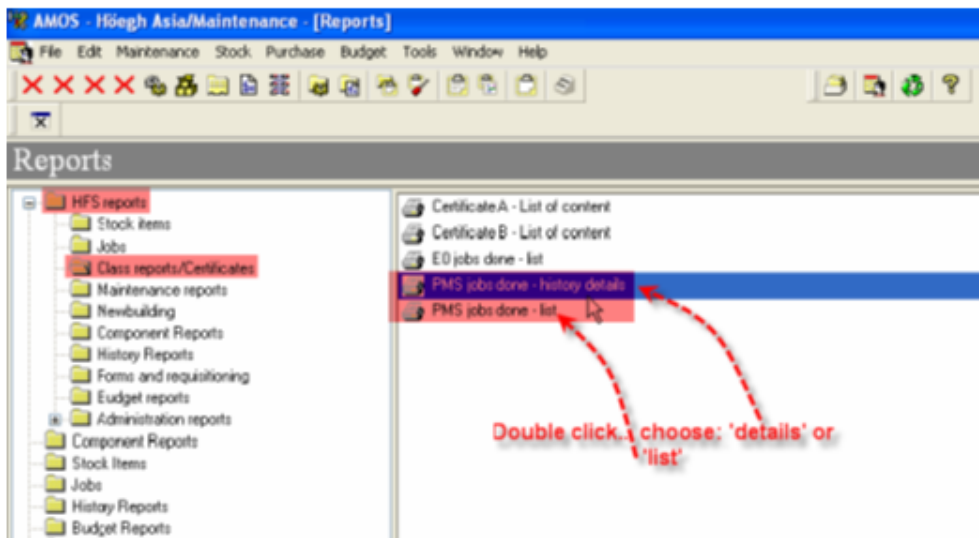 AMOS - Höegh Asia/Maintenance - [Reports]
File Edit Maintenance Stock Purchase Budget Tools Window Help
Reports
HFS reports
Stock items
Jobs
Class reports/Certificates
Maintenance reports
Newbuilding
Component Reports
History Reports
Forms and requisitioning
Budget reports
Administration reports
Component Reports
Stock Items
Jobs
History Reports
Budget Reports
Certificate A - List of content
Certificate B - List of content
E0 jobs done - list
PMS jobs done - history details
PMS jobs done - list
Double click.. choose: 'details' or
'list'